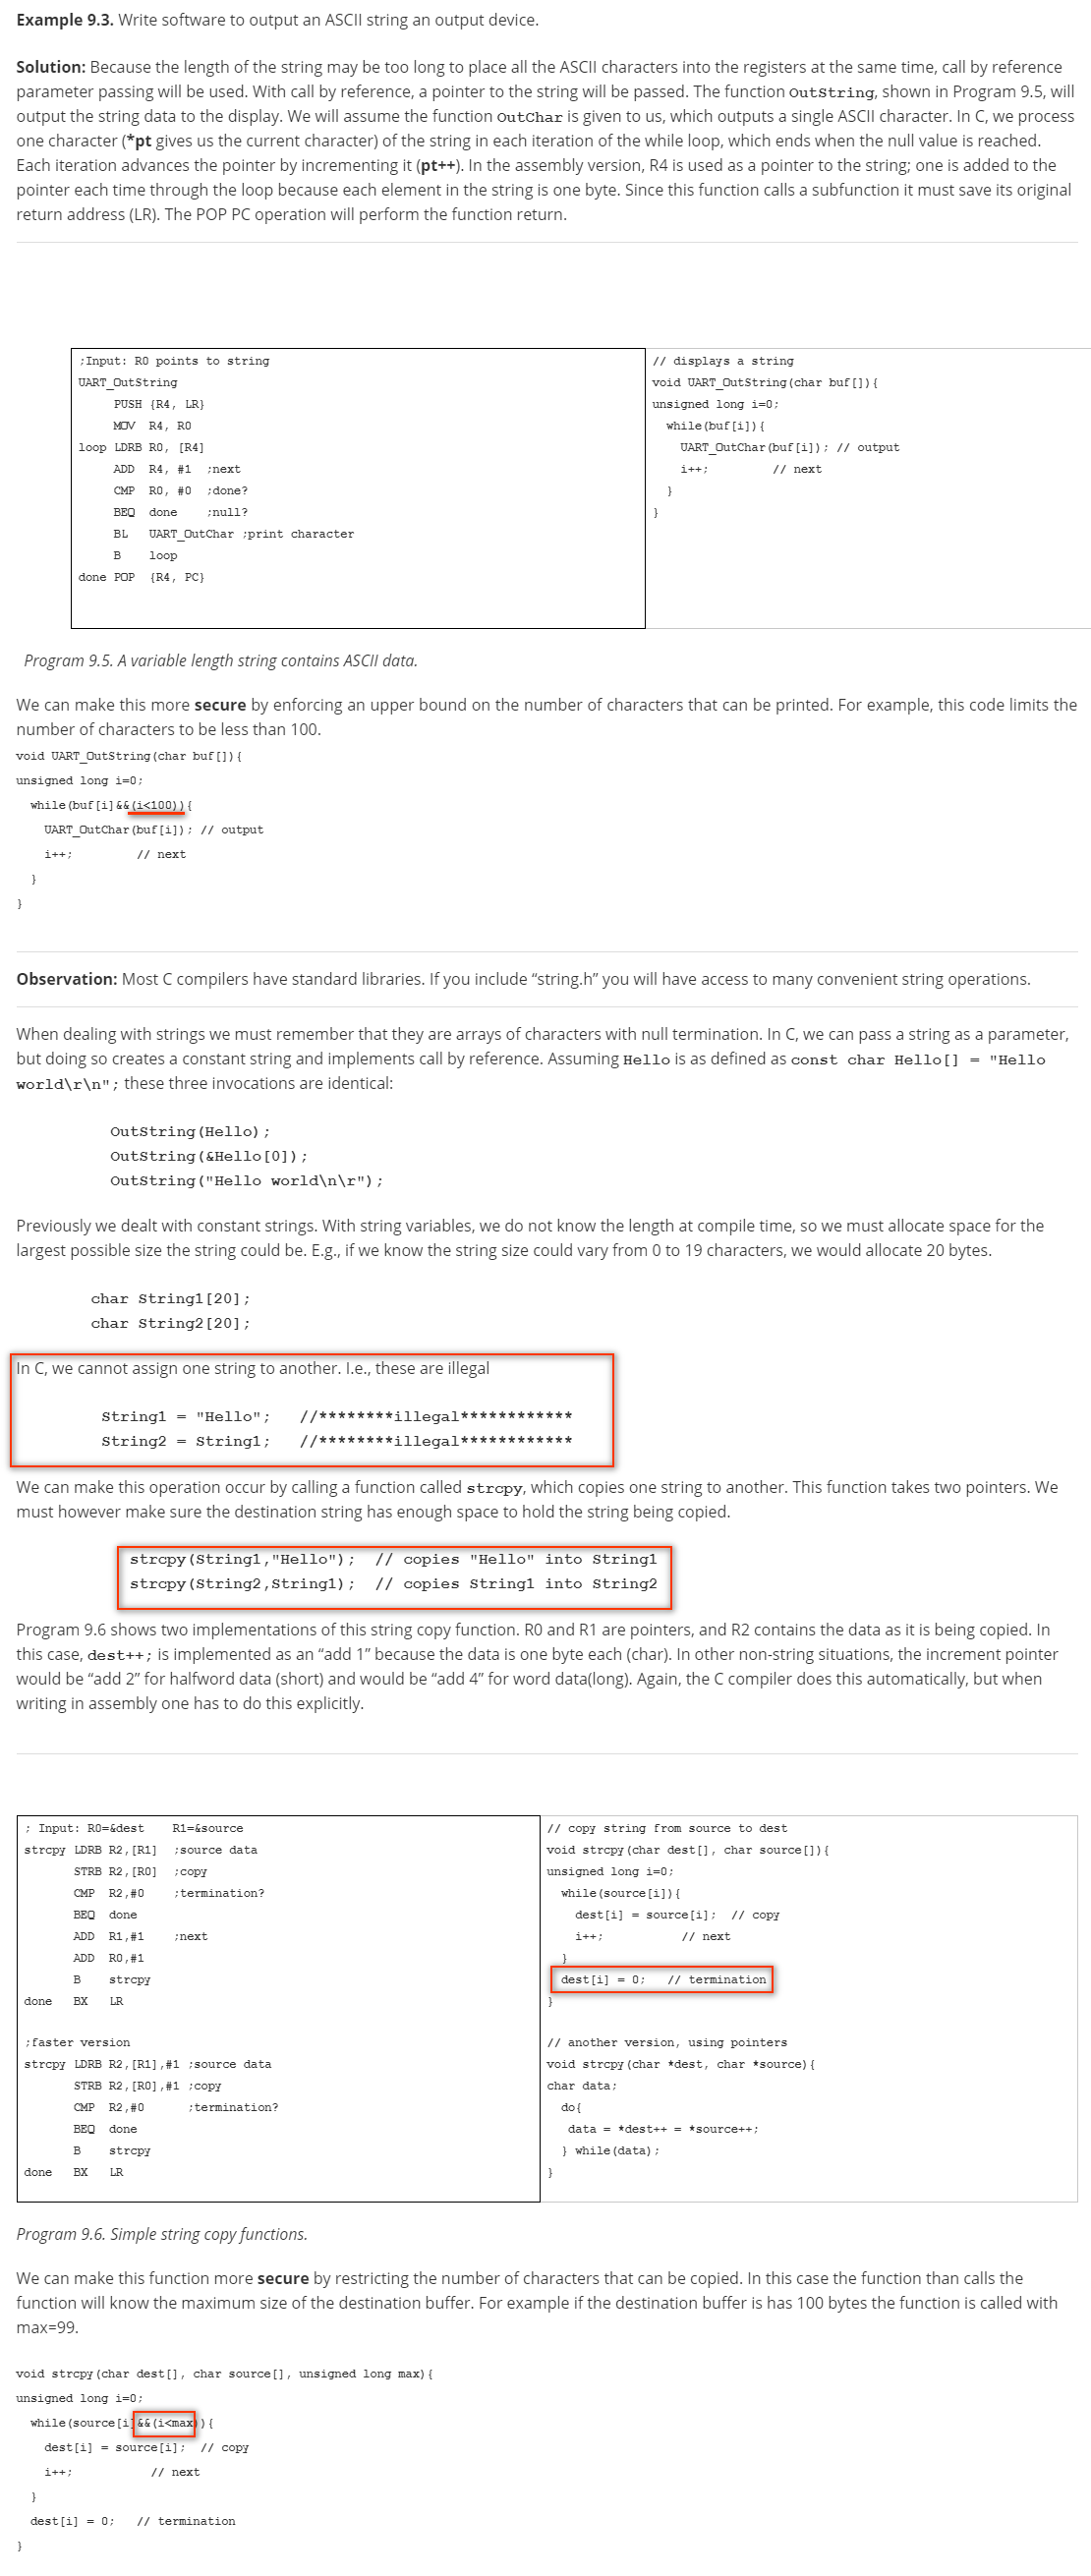 Example 9.3. Write software to output an ASCII string an output device.
Solution: Because the length of the string may be too long to place all the ASCII characters into the registers at the same time, call by reference
parameter passing will be used. With call by reference, a pointer to the string will be passed. The function OutString, shown in Program 9.5, will
output the string data to the display. We will assume the function OutChar is given to us, which outputs a single ASCII character. In C, we process
one character (*pt gives us the current character) of the string in each iteration of the while loop, which ends when the null value is reached.
Each iteration advances the pointer by incrementing it (pt++). In the assembly version, R4 is used as a pointer to the string; one is added to the
pointer each time through the loop because each element in the string is one byte. Since this function calls a subfunction it must save its original
return address (LR). The POP PC operation will perform the function return.
;Input: R0 points to string
UART_OutString
PUSH {R4, LR}
MOV R4, R0
loop LDRB R0, [R4]
ADD R4, #1 ;next
CMP R0, #0 ;done?
BEQ done ;null?
BL UART_OutChar ;print character
B loop
done POP {R4, PC}
// displays a string
void UART_OutString(char buf[]){
unsigned long i=0;
while(buf[i]){
UART_OutChar(buf[i]); // output
i++; // next
}
}
Program 9.5. A variable length string contains ASCII data.
We can make this more secure by enforcing an upper bound on the number of characters that can be printed. For example, this code limits the
number of characters to be less than 100.
void UART_OutString(char buf[]){
unsigned long i=0;
while(buf[i]&&(i<100)){
UART_OutChar(buf[i]); // output
i++; // next
}
}
Observation: Most C compilers have standard libraries. If you include “string.h” you will have access to many convenient string operations.
When dealing with strings we must remember that they are arrays of characters with null termination. In C, we can pass a string as a parameter,
but doing so creates a constant string and implements call by reference. Assuming Hello is as defined as const char Hello[] = "Hello
world\r\n"; these three invocations are identical:
OutString(Hello);
OutString(&Hello[0]);
OutString("Hello world\n\r");
Previously we dealt with constant strings. With string variables, we do not know the length at compile time, so we must allocate space for the
largest possible size the string could be. E.g., if we know the string size could vary from 0 to 19 characters, we would allocate 20 bytes.
char String1[20];
char String2[20];
In C, we cannot assign one string to another. I.e., these are illegal
String1 = "Hello"; //********illegal************
String2 = String1; //********illegal************
We can make this operation occur by calling a function called strcpy, which copies one string to another. This function takes two pointers. We
must however make sure the destination string has enough space to hold the string being copied.
strcpy(String1,"Hello"); // copies "Hello" into String1
strcpy(String2,String1); // copies String1 into String2
Program 9.6 shows two implementations of this string copy function. R0 and R1 are pointers, and R2 contains the data as it is being copied. In
this case, dest++; is implemented as an “add 1” because the data is one byte each (char). In other non-string situations, the increment pointer
would be “add 2” for halfword data (short) and would be “add 4” for word data(long). Again, the C compiler does this automatically, but when
writing in assembly one has to do this explicitly.
; Input: R0=&dest R1=&source
strcpy LDRB R2,[R1] ;source data
STRB R2,[R0] ;copy
CMP R2,#0 ;termination?
BEQ done
ADD R1,#1 ;next
ADD R0,#1
B strcpy
done BX LR
;faster version
strcpy LDRB R2,[R1],#1 ;source data
STRB R2,[R0],#1 ;copy
CMP R2,#0 ;termination?
BEQ done
B strcpy
done BX LR
// copy string from source to dest
void strcpy(char dest[], char source[]){
unsigned long i=0;
while(source[i]){
dest[i] = source[i]; // copy
i++; // next
}
dest[i] = 0; // termination
}
// another version, using pointers
void strcpy(char *dest, char *source){
char data;
do{
data = *dest++ = *source++;
} while(data);
}
Program 9.6. Simple string copy functions.
We can make this function more secure by restricting the number of characters that can be copied. In this case the function than calls the
function will know the maximum size of the destination buffer. For example if the destination buffer is has 100 bytes the function is called with
max=99.
void strcpy(char dest[], char source[], unsigned long max){
unsigned long i=0;
while(source[i]&&(i<max)){
dest[i] = source[i]; // copy
i++; // next
}
dest[i] = 0; // termination
}